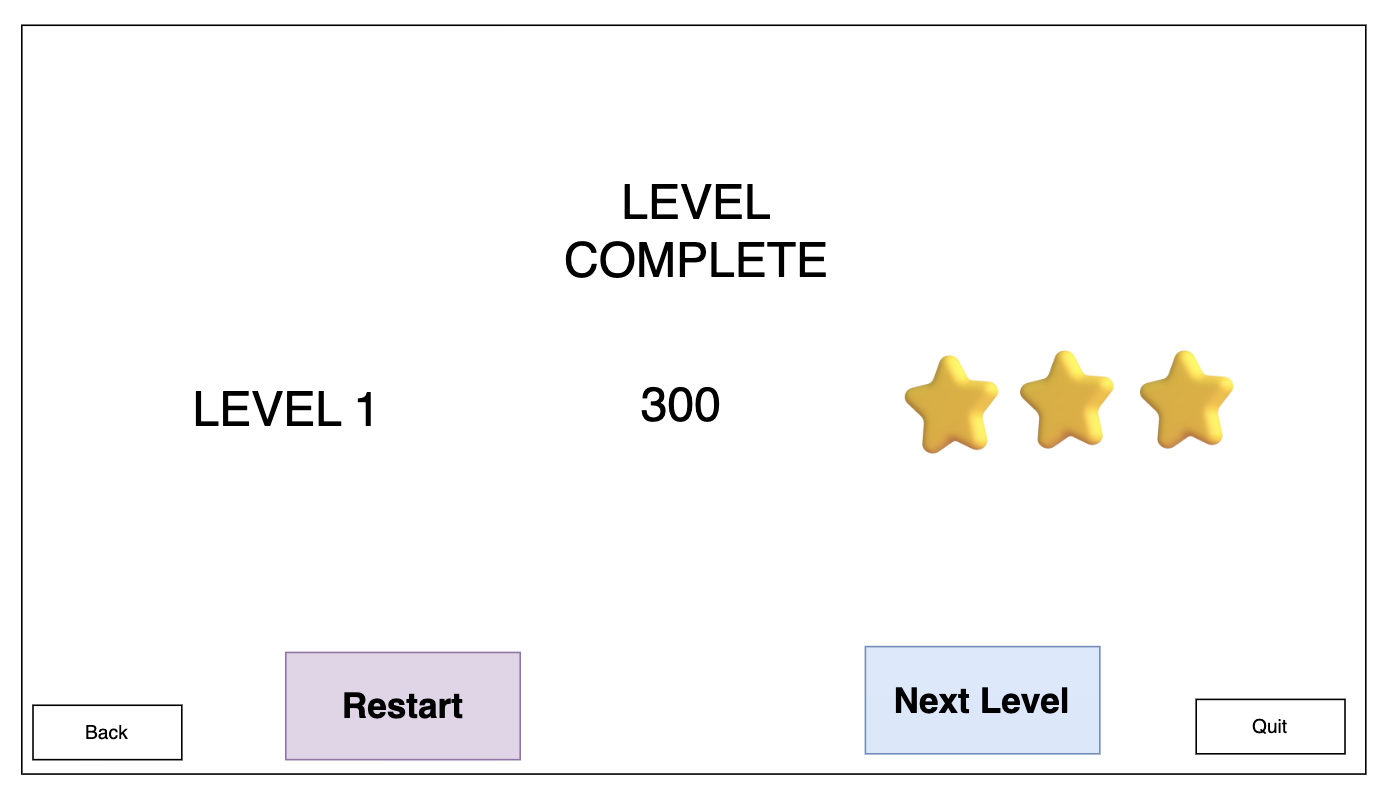 LEVEL
COMPLETE
LEVEL 1
300
Restart
Next Level
Back
Quit